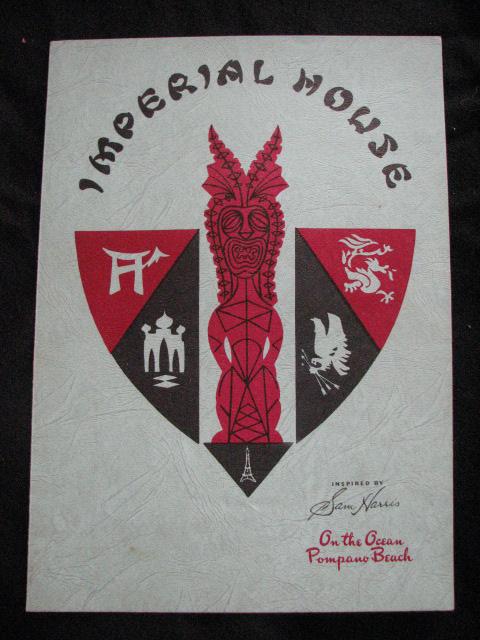 IMPERIAL HOUSE
INSPIRED BY
Sam Harris
On the Ocean
Pompano Beach